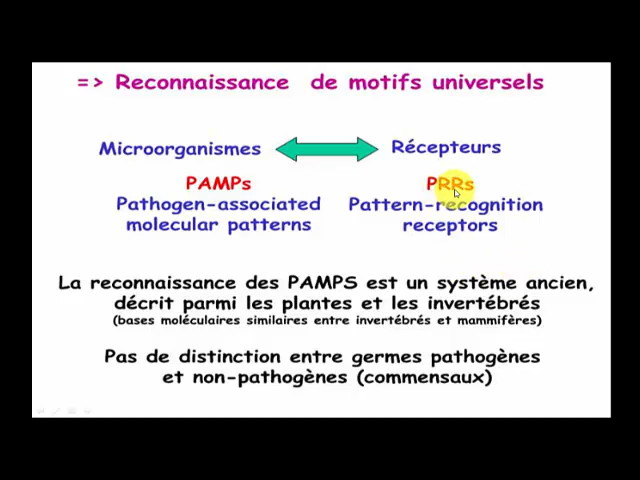 => Reconnaissance de motifs universels
Microorganismes Récepteurs
PAMPs PRRs
Pathogen-associated Pattern-recognition
molecular patterns receptors
La reconnaissance des PAMPS est un système ancien,
décrit parmi les plantes et les invertébrés
(bases moléculaires similaires entre invertébrés et mammifères)
Pas de distinction entre germes pathogènes
et non-pathogènes (commensaux)